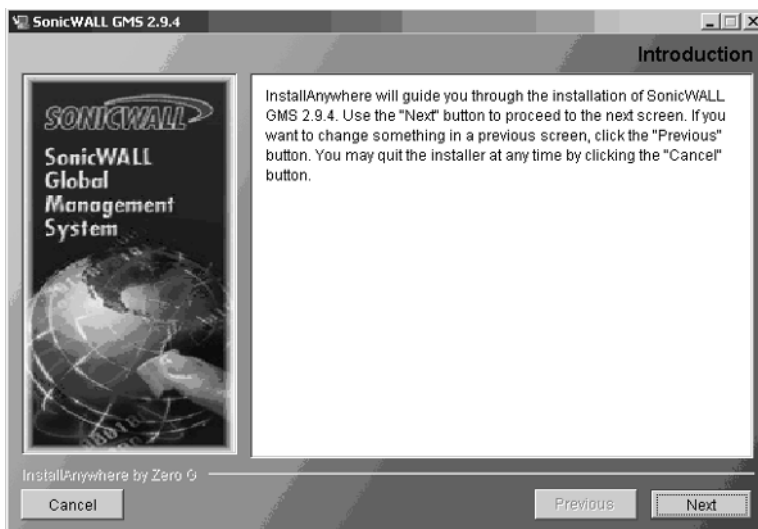 SonicWALL GMS 2.9.4
Introduction
SONICWALL
SonicWALL
Global
Management
System
InstallAnywhere will guide you through the installation of SonicWALL
GMS 2.9.4. Use the "Next" button to proceed to the next screen. If you
want to change something in a previous screen, click the "Previous"
button. You may quit the installer at any time by clicking the "Cancel"
button.
InstallAnywhere by Zero G
Cancel
Previous
Next